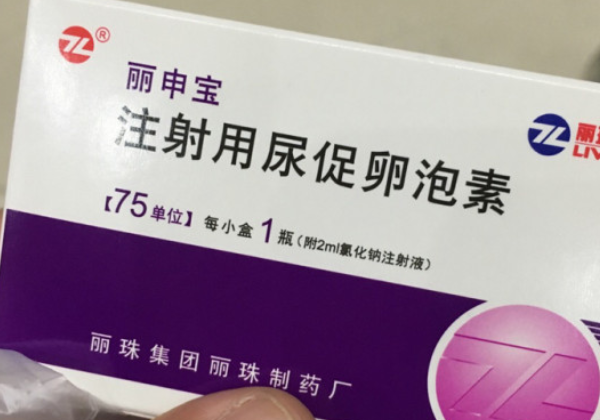 丽申宝
注射用尿促卵泡素
【75单位】每小盒1瓶(附2ml氯化钠注射液)
丽珠集团丽珠制药厂